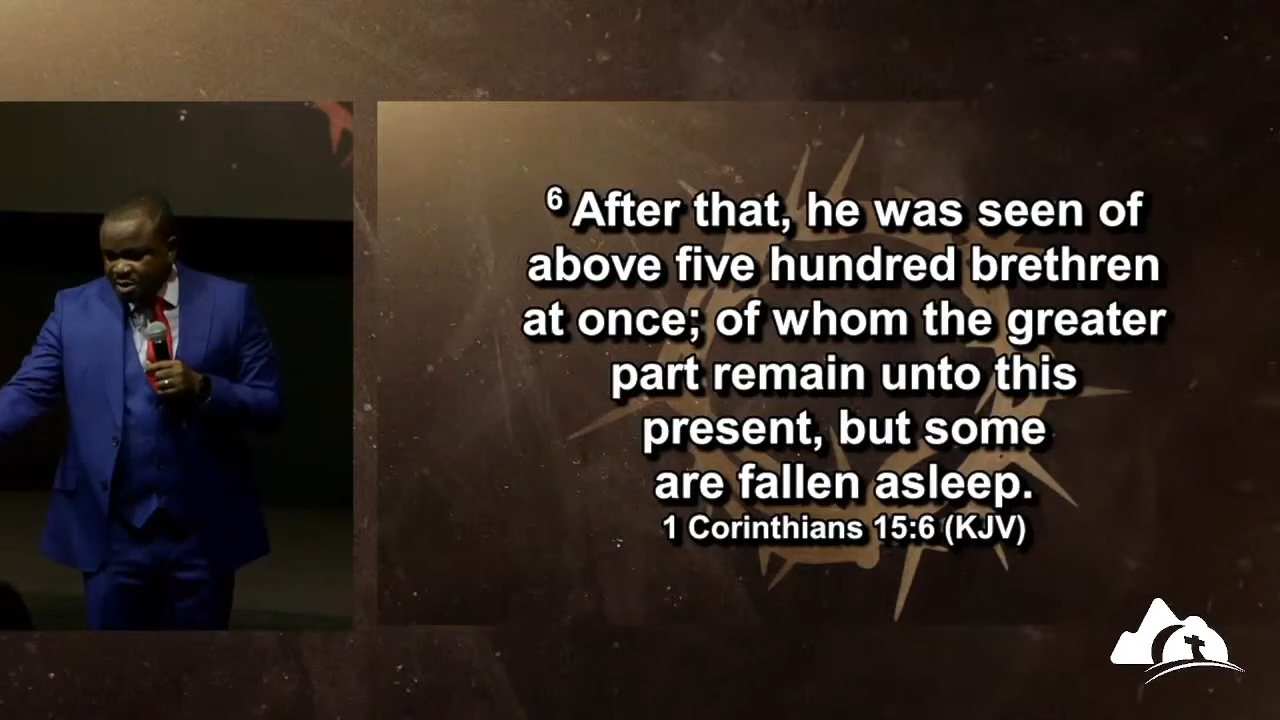 6 After that, he was seen of
above five hundred brethren
at once; of whom the greater
part remain unto this
present, but some
are fallen asleep.
1 Corinthians 15:6 (KJV)